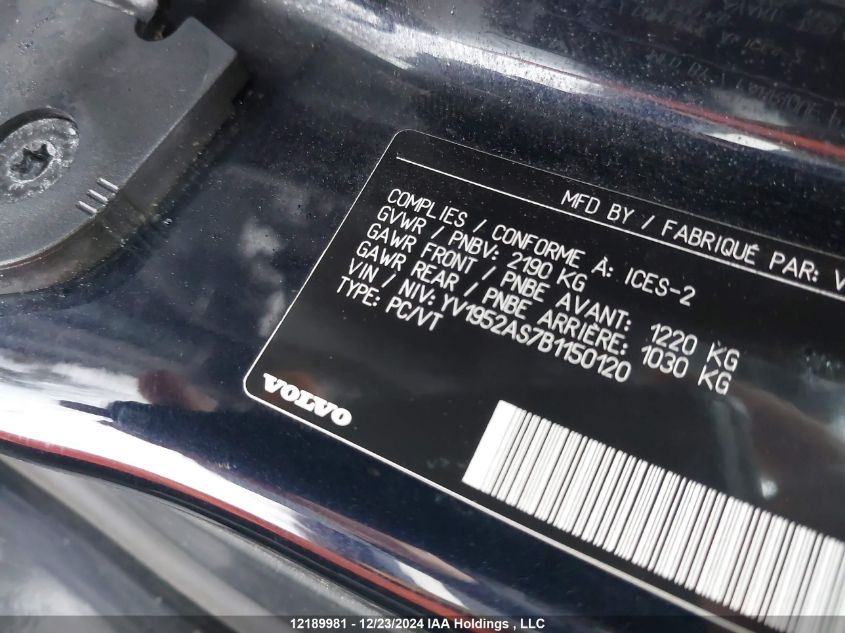 MFD BY / FABRIQUÉ PAR: V
COMPLIES / CONFORME À: ICES-2
GVWR / PNBV: 2190 KG
GAWR FRONT / PNBE AVANT: 1220 KG
GAWR REAR / PNBE ARRIÈRE: 1030 KG
VIN / NIV: YV1952AS7B1150120
TYPE: PC/VT
VOLVO
12189981 - 12/23/2024 IAA Holdings , LLC